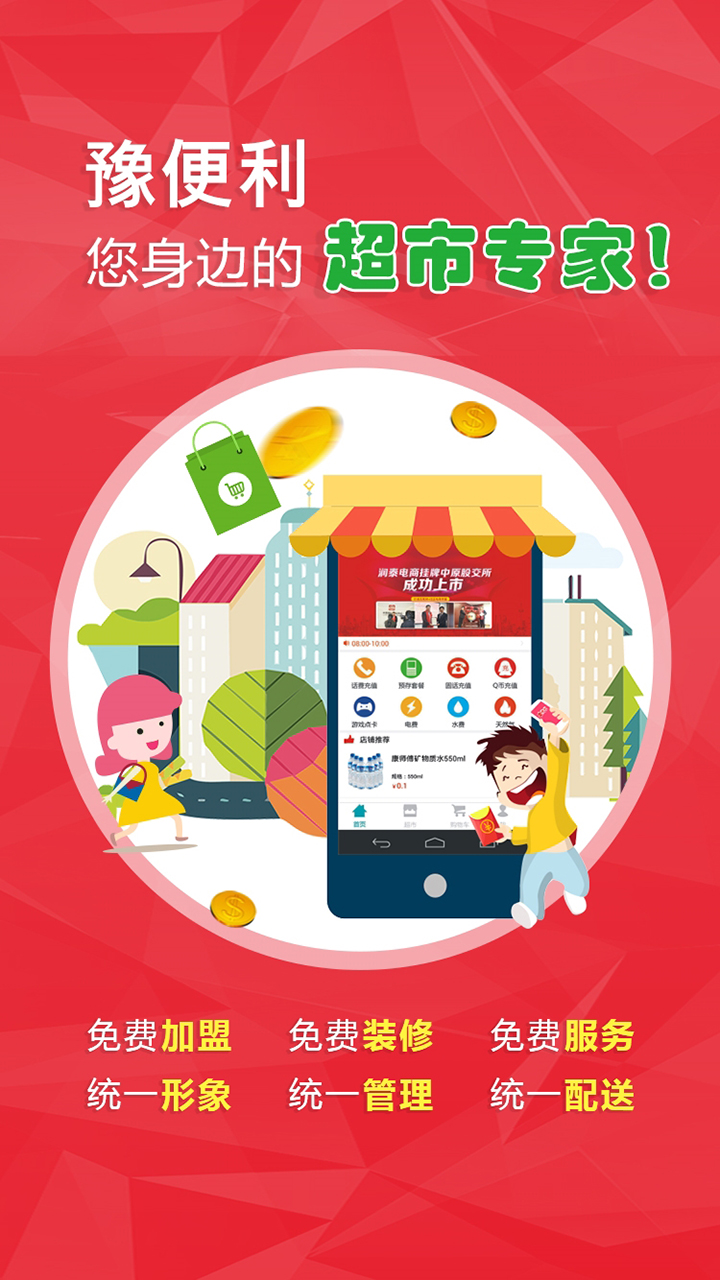 豫便利
您身边的 超市专家!
润泰电商挂牌中原股交所
成功上市
08:00-10:00
话费充值 预存套餐 固话充值 Q币充值
游戏点卡 电费 水费 天然气
店铺推荐
康师傅矿物质水550ml
规格:550ml
¥0.1
首页 超市 购物车
免费加盟 免费装修 免费服务
统一形象 统一管理 统一配送